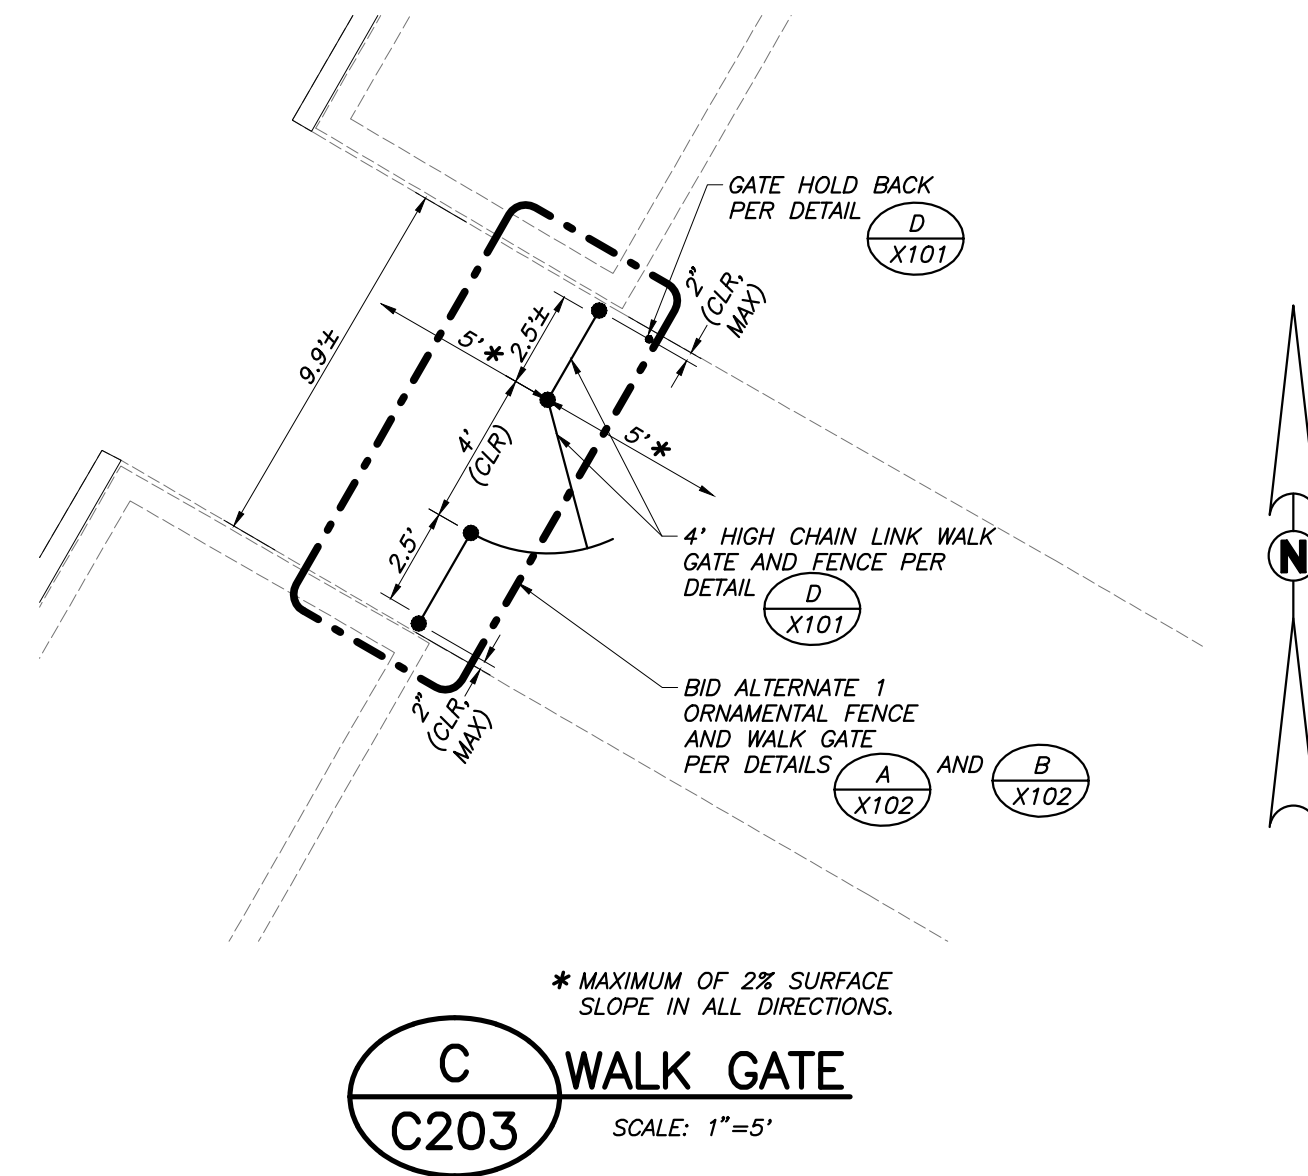 GATE HOLD BACK
PER DETAIL
D
X101
2"
(CLR,
MAX)
9.9'±
5' *
2.5'±
4'
(CLR)
5' *
2.5'
4' HIGH CHAIN LINK WALK
GATE AND FENCE PER
DETAIL
D
X101
N
2"
(CLR,
MAX)
BID ALTERNATE 1
ORNAMENTAL FENCE
AND WALK GATE
PER DETAILS
A
X102
AND
B
X102
* MAXIMUM OF 2% SURFACE
SLOPE IN ALL DIRECTIONS.
C
C203
WALK GATE
SCALE: 1"=5'